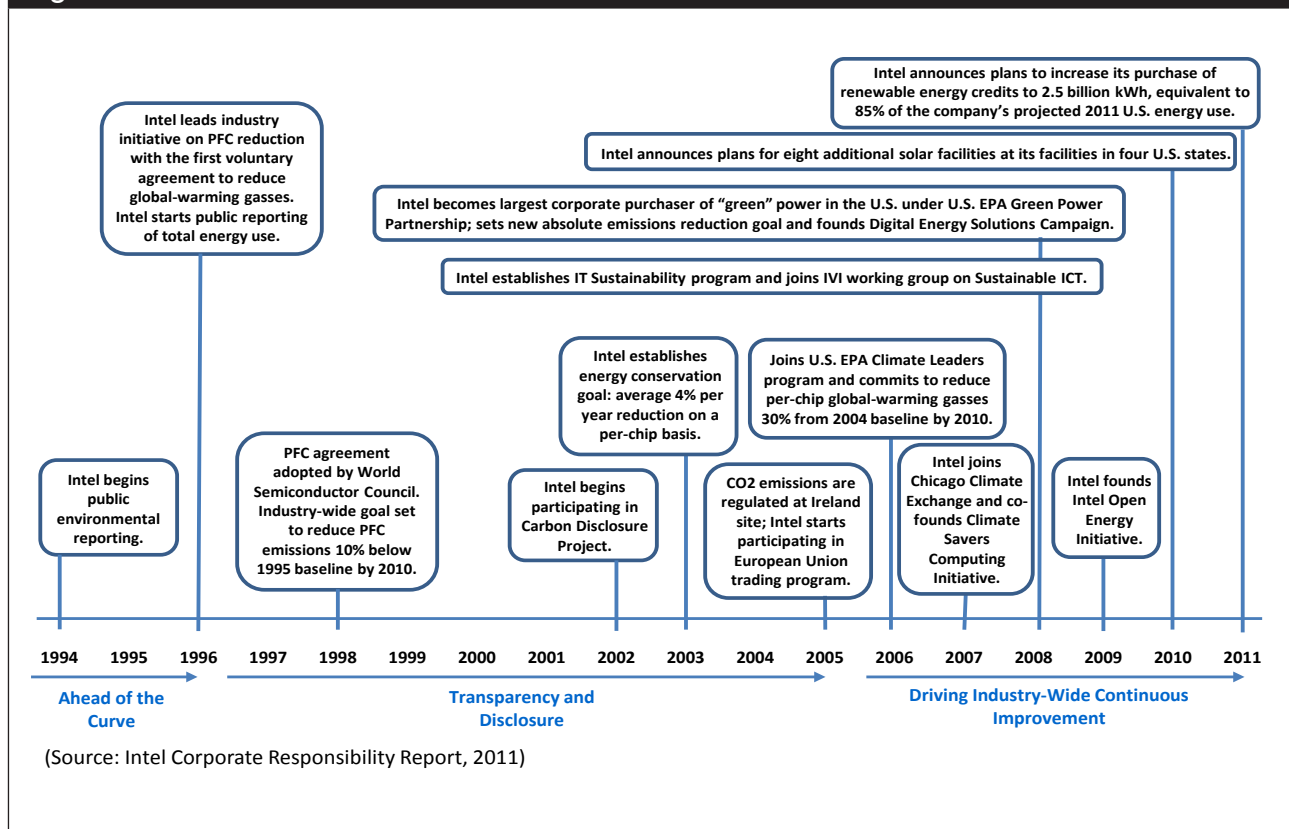 Intel announces plans to increase its purchase of
renewable energy credits to 2.5 billion kWh, equivalent to
85% of the company's projected 2011 U.S. energy use.
Intel leads industry
initiative on PFC reduction
with the first voluntary
agreement to reduce
global-warming gasses.
Intel starts public reporting
of total energy use.
Intel announces plans for eight additional solar facilities at its facilities in four U.S. states.
Intel becomes largest corporate purchaser of “green” power in the U.S. under U.S. EPA Green Power
Partnership; sets new absolute emissions reduction goal and founds Digital Energy Solutions Campaign.
Intel establishes IT Sustainability program and joins IVI working group on Sustainable ICT.
Intel establishes
energy conservation
goal: average 4% per
year reduction on a
per-chip basis.
Joins U.S. EPA Climate Leaders
program and commits to reduce
per-chip global-warming gasses
30% from 2004 baseline by 2010.
Intel begins
public
environmental
reporting.
PFC agreement
adopted by World
Semiconductor Council.
Industry-wide goal set
to reduce PFC
emissions 10% below
1995 baseline by 2010.
Intel begins
participating in
Carbon Disclosure
Project.
CO2 emissions are
regulated at Ireland
site; Intel starts
participating in
European Union
trading program.
Intel joins
Chicago Climate
Exchange and co-
founds Climate
Savers
Computing
Initiative.
Intel founds
Intel Open
Energy
Initiative.
1994 1995 1996 1997 1998 1999 2000 2001 2002 2003 2004 2005 2006 2007 2008 2009 2010 2011
Ahead of the
Curve
Transparency and
Disclosure
Driving Industry-Wide Continuous
Improvement
(Source: Intel Corporate Responsibility Report, 2011)